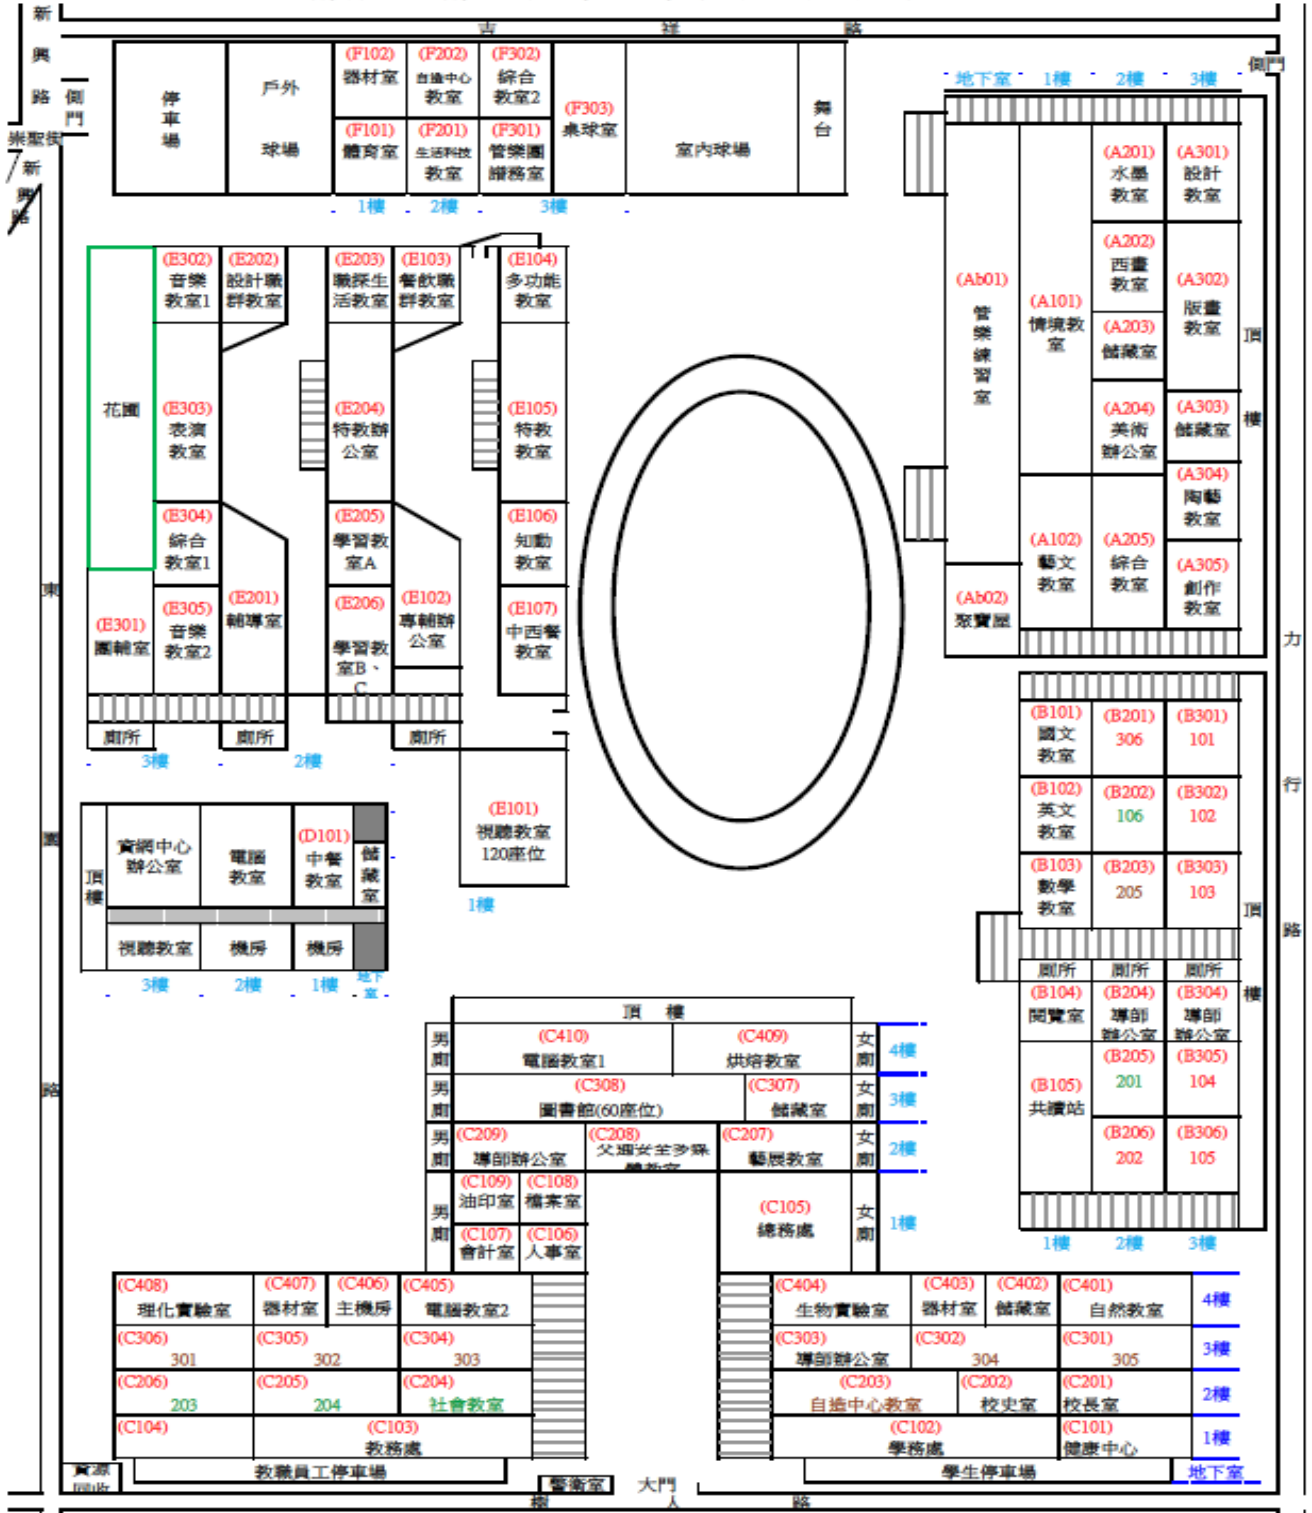 新
興
路
吉 祥 路
側門
側門
崇聖街
新
興
路
停車場
戶外
球場
(F102)
器材室
(F101)
體育室
(F202)
自造中心
教室
(F201)
生活科技
教室
(F302)
綜合
教室2
(F301)
管樂團
譜務室
(F303)
桌球室
室內球場
舞台
1樓 2樓 3樓
地下室 1樓 2樓 3樓
(Ab01)
管樂練習室
(Ab02)
聚寶屋
(A101)
情境教
室
(A102)
藝文
教室
(A201)
水墨
教室
(A202)
西畫
教室
(A203)
儲藏室
(A204)
美術
辦公室
(A205)
綜合
教室
(A301)
設計
教室
(A302)
版畫
教室
(A303)
儲藏室
(A304)
陶藝
教室
(A305)
創作
教室
頂樓
花園
(E302)
音樂
教室1
(E303)
表演
教室
(E304)
綜合
教室1
(E305)
音樂
教室2
(E301)
團輔室
(E202)
設計職
群教室
(E201)
輔導室
(E203)
職探生
活教室
(E204)
特教辦
公室
(E205)
學習教
室A
(E206)
學習教
室B、
C
(E103)
餐飲職
群教室
(E102)
專輔辦
公室
(E104)
多功能
教室
(E105)
特教
教室
(E106)
知動
教室
(E107)
中西餐
教室
廁所 廁所 廁所
3樓 2樓
(E101)
視聽教室
120座位
1樓
東
園
路
頂樓
資網中心
辦公室
電腦
教室
(D101)
中餐
教室
儲藏室
視聽教室 機房 機房
3樓 2樓 1樓 地下室
力
行
路
(B101)
國文
教室
(B201)
306
(B301)
101
(B102)
英文
教室
(B202)
106
(B302)
102
(B103)
數學
教室
(B203)
205
(B303)
103
廁所 廁所 廁所
(B104)
閱覽室
(B204)
導師
辦公室
(B304)
導師
辦公室
(B105)
共讀站
(B205)
201
(B305)
104
(B206)
202
(B306)
105
頂樓
1樓 2樓 3樓
頂 樓
男廁
(C410)
電腦教室1
(C409)
烘焙教室
女廁
4樓
男廁
(C308)
圖書館(60座位)
(C307)
儲藏室
女廁
3樓
男廁
(C209)
導師辦公室
(C208)
交通安全多媒
體教室
(C207)
藝展教室
女廁
2樓
男廁
(C109)
油印室
(C108)
檔案室
(C107)
會計室
(C106)
人事室
(C105)
總務處
女廁
1樓
(C408)
理化實驗室
(C407)
器材室
(C406)
主機房
(C405)
電腦教室2
(C404)
生物實驗室
(C403)
器材室
(C402)
儲藏室
(C401)
自然教室
4樓
(C306)
301
(C305)
302
(C304)
303
(C303)
導師辦公室
(C302)
304
(C301)
305
3樓
(C206)
203
(C205)
204
(C204)
社會教室
(C203)
自造中心教室
(C202)
校史室
(C201)
校長室
2樓
(C104)
(C103)
教務處
(C102)
學務處
(C101)
健康中心
1樓
資源
回收
教職員工停車場
警衛室
大門
學生停車場
地下室
樹 人 路